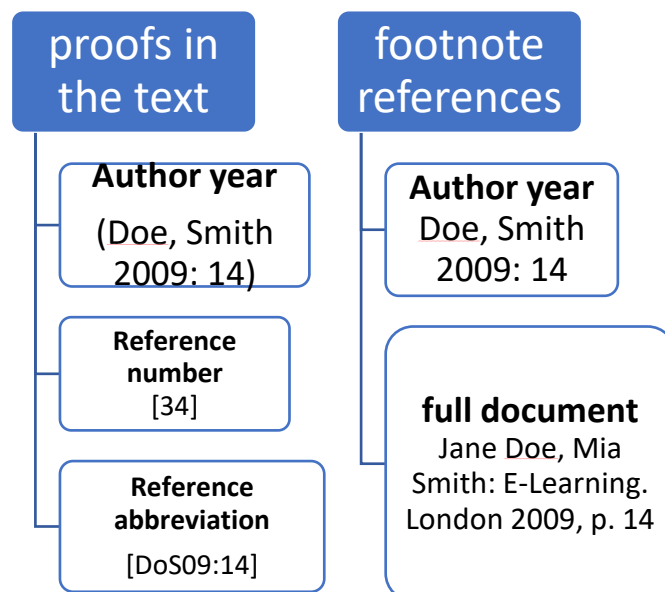 proofs in
the text
Author year
(Doe, Smith
2009: 14)
Reference
number
[34]
Reference
abbreviation
[DoS09:14]
footnote
references
Author year
Doe, Smith
2009: 14
full document
Jane Doe, Mia
Smith: E-Learning.
London 2009, p. 14